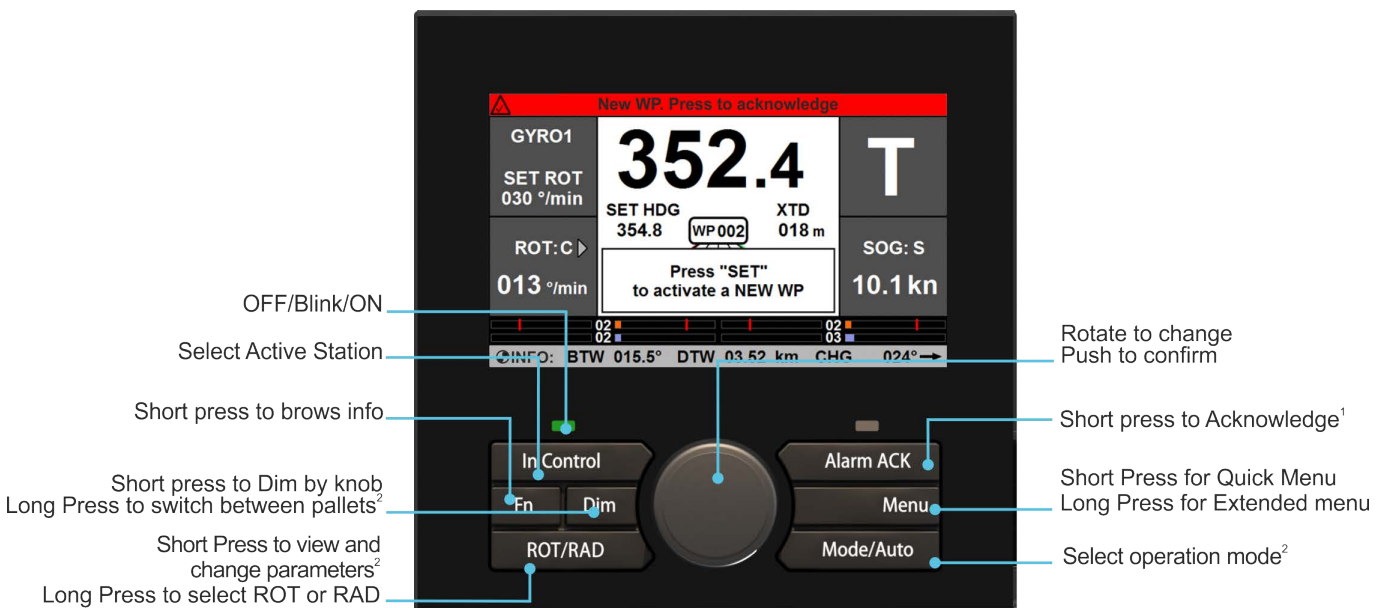 New WP. Press to acknowledge
GYRO1
SET ROT
030 °/min
352.4
T
SET HDG
354.8
WP 002
XTD
018 m
ROT: C
013 °/min
Press "SET"
to activate a NEW WP
SOG: S
10.1 kn
02
02
02
03
INFO: BTW 015.5° DTW 03.52 km CHG 024°
OFF/Blink/ON
Select Active Station
Short press to brows info
Short press to Dim by knob
Long Press to switch between pallets2
Short Press to view and
change parameters2
Long Press to select ROT or RAD
In Control
Fn
Dim
ROT/RAD
Alarm ACK
Menu
Mode/Auto
Rotate to change
Push to confirm
Short press to Acknowledge1
Short Press for Quick Menu
Long Press for Extended menu
Select operation mode2